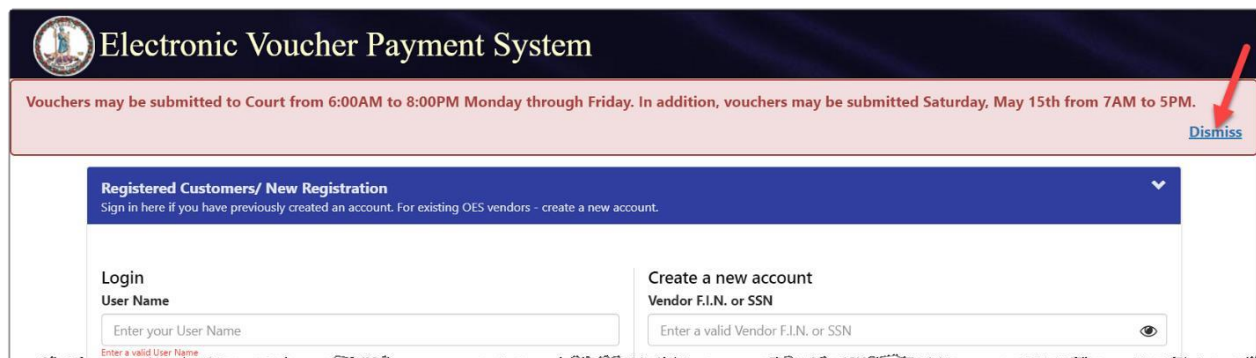 Electronic Voucher Payment System
Vouchers may be submitted to Court from 6:00AM to 8:00PM Monday through Friday. In addition, vouchers may be submitted Saturday, May 15th from 7AM to 5PM.
Dismiss
Registered Customers/ New Registration
Sign in here if you have previously created an account. For existing OES vendors - create a new account.
Login
User Name
Enter your User Name
Enter a valid User Name
Create a new account
Vendor F.I.N. or SSN
Enter a valid Vendor F.I.N. or SSN